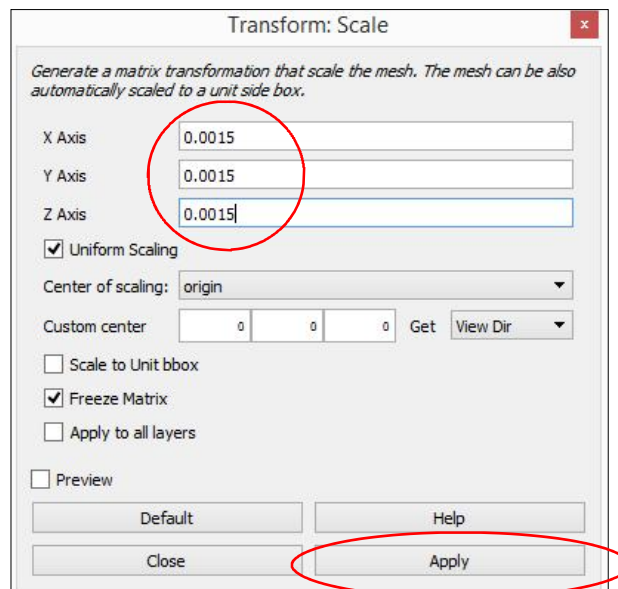 Transform: Scale
x
Generate a matrix transformation that scale the mesh. The mesh can be also
automatically scaled to a unit side box.
X Axis 0.0015
Y Axis 0.0015
Z Axis 0.0015
Uniform Scaling
Center of scaling: origin
Custom center 0 0 0 Get View Dir
Scale to Unit bbox
Freeze Matrix
Apply to all layers
Preview
Default Help
Close Apply